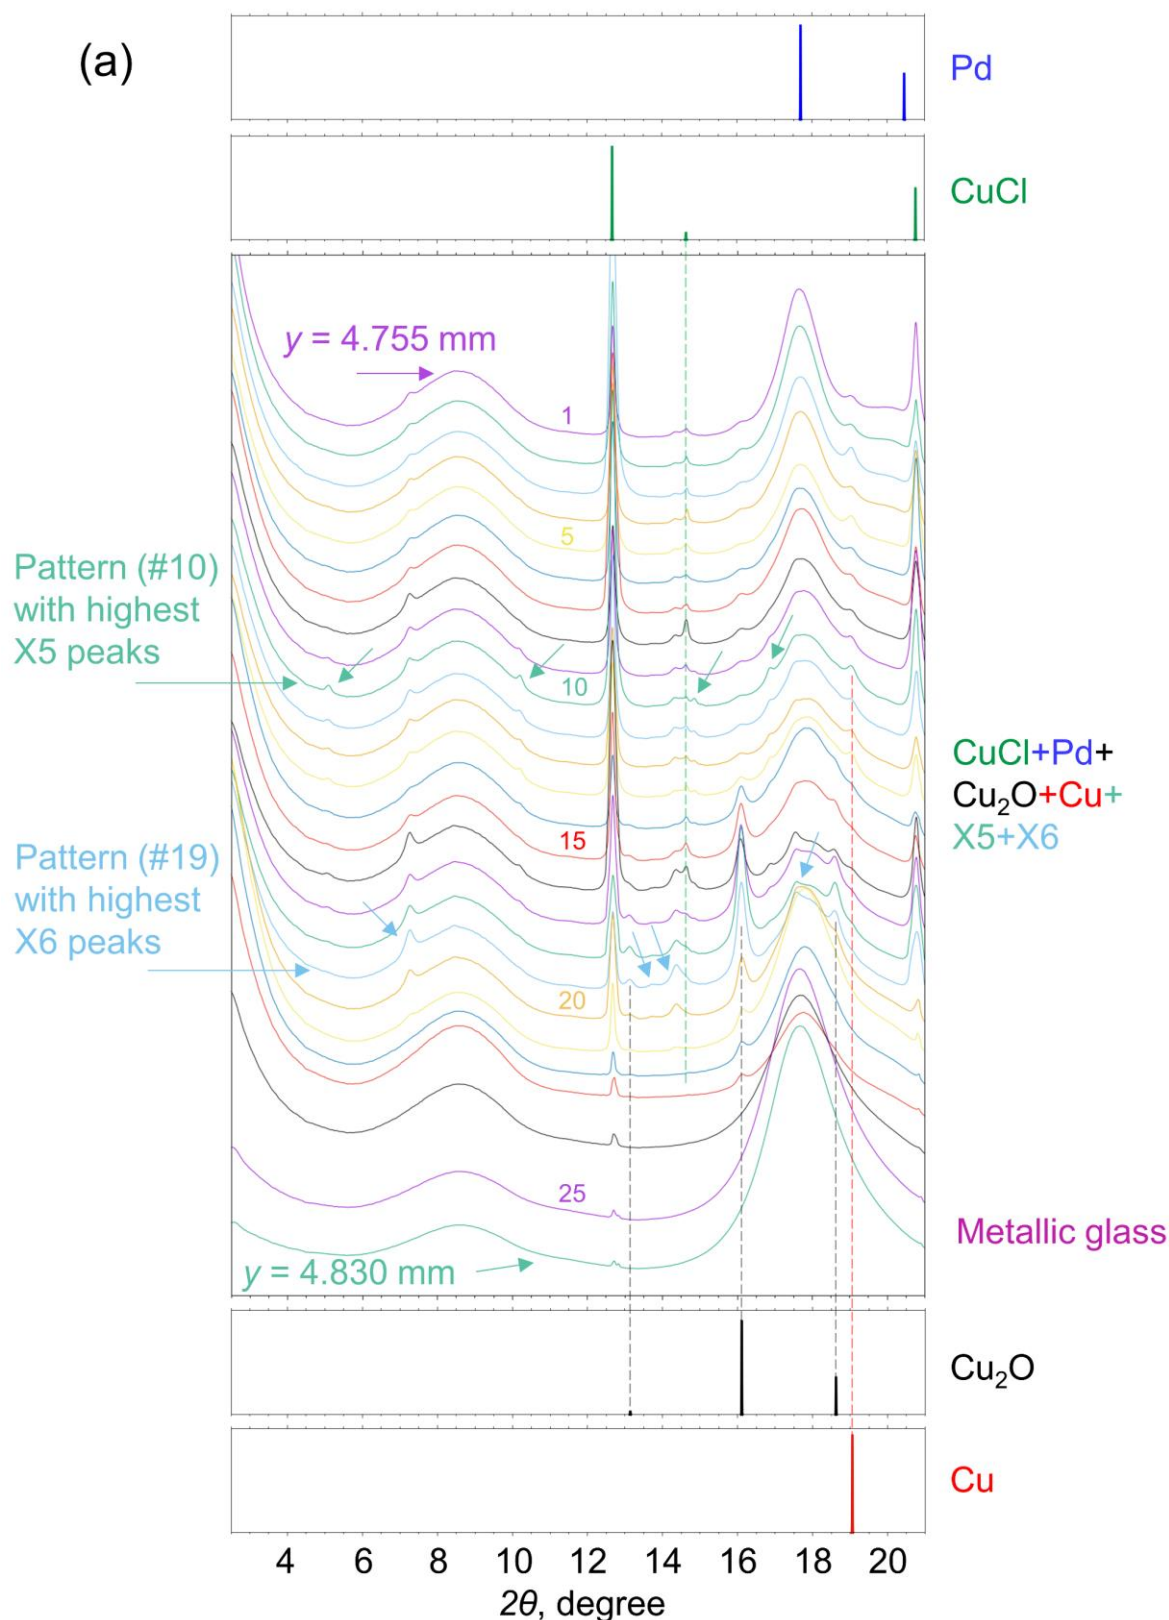 (a)
Pd
CuCl
y = 4.755 mm
1
5
Pattern (#10)
with highest
X5 peaks
10
CuCl+Pd+
Cu₂O+Cu+
X5+X6
15
Pattern (#19)
with highest
X6 peaks
20
25
Metallic glass
y = 4.830 mm
Cu₂O
Cu
4 6 8 10 12 14 16 18 20
2θ, degree